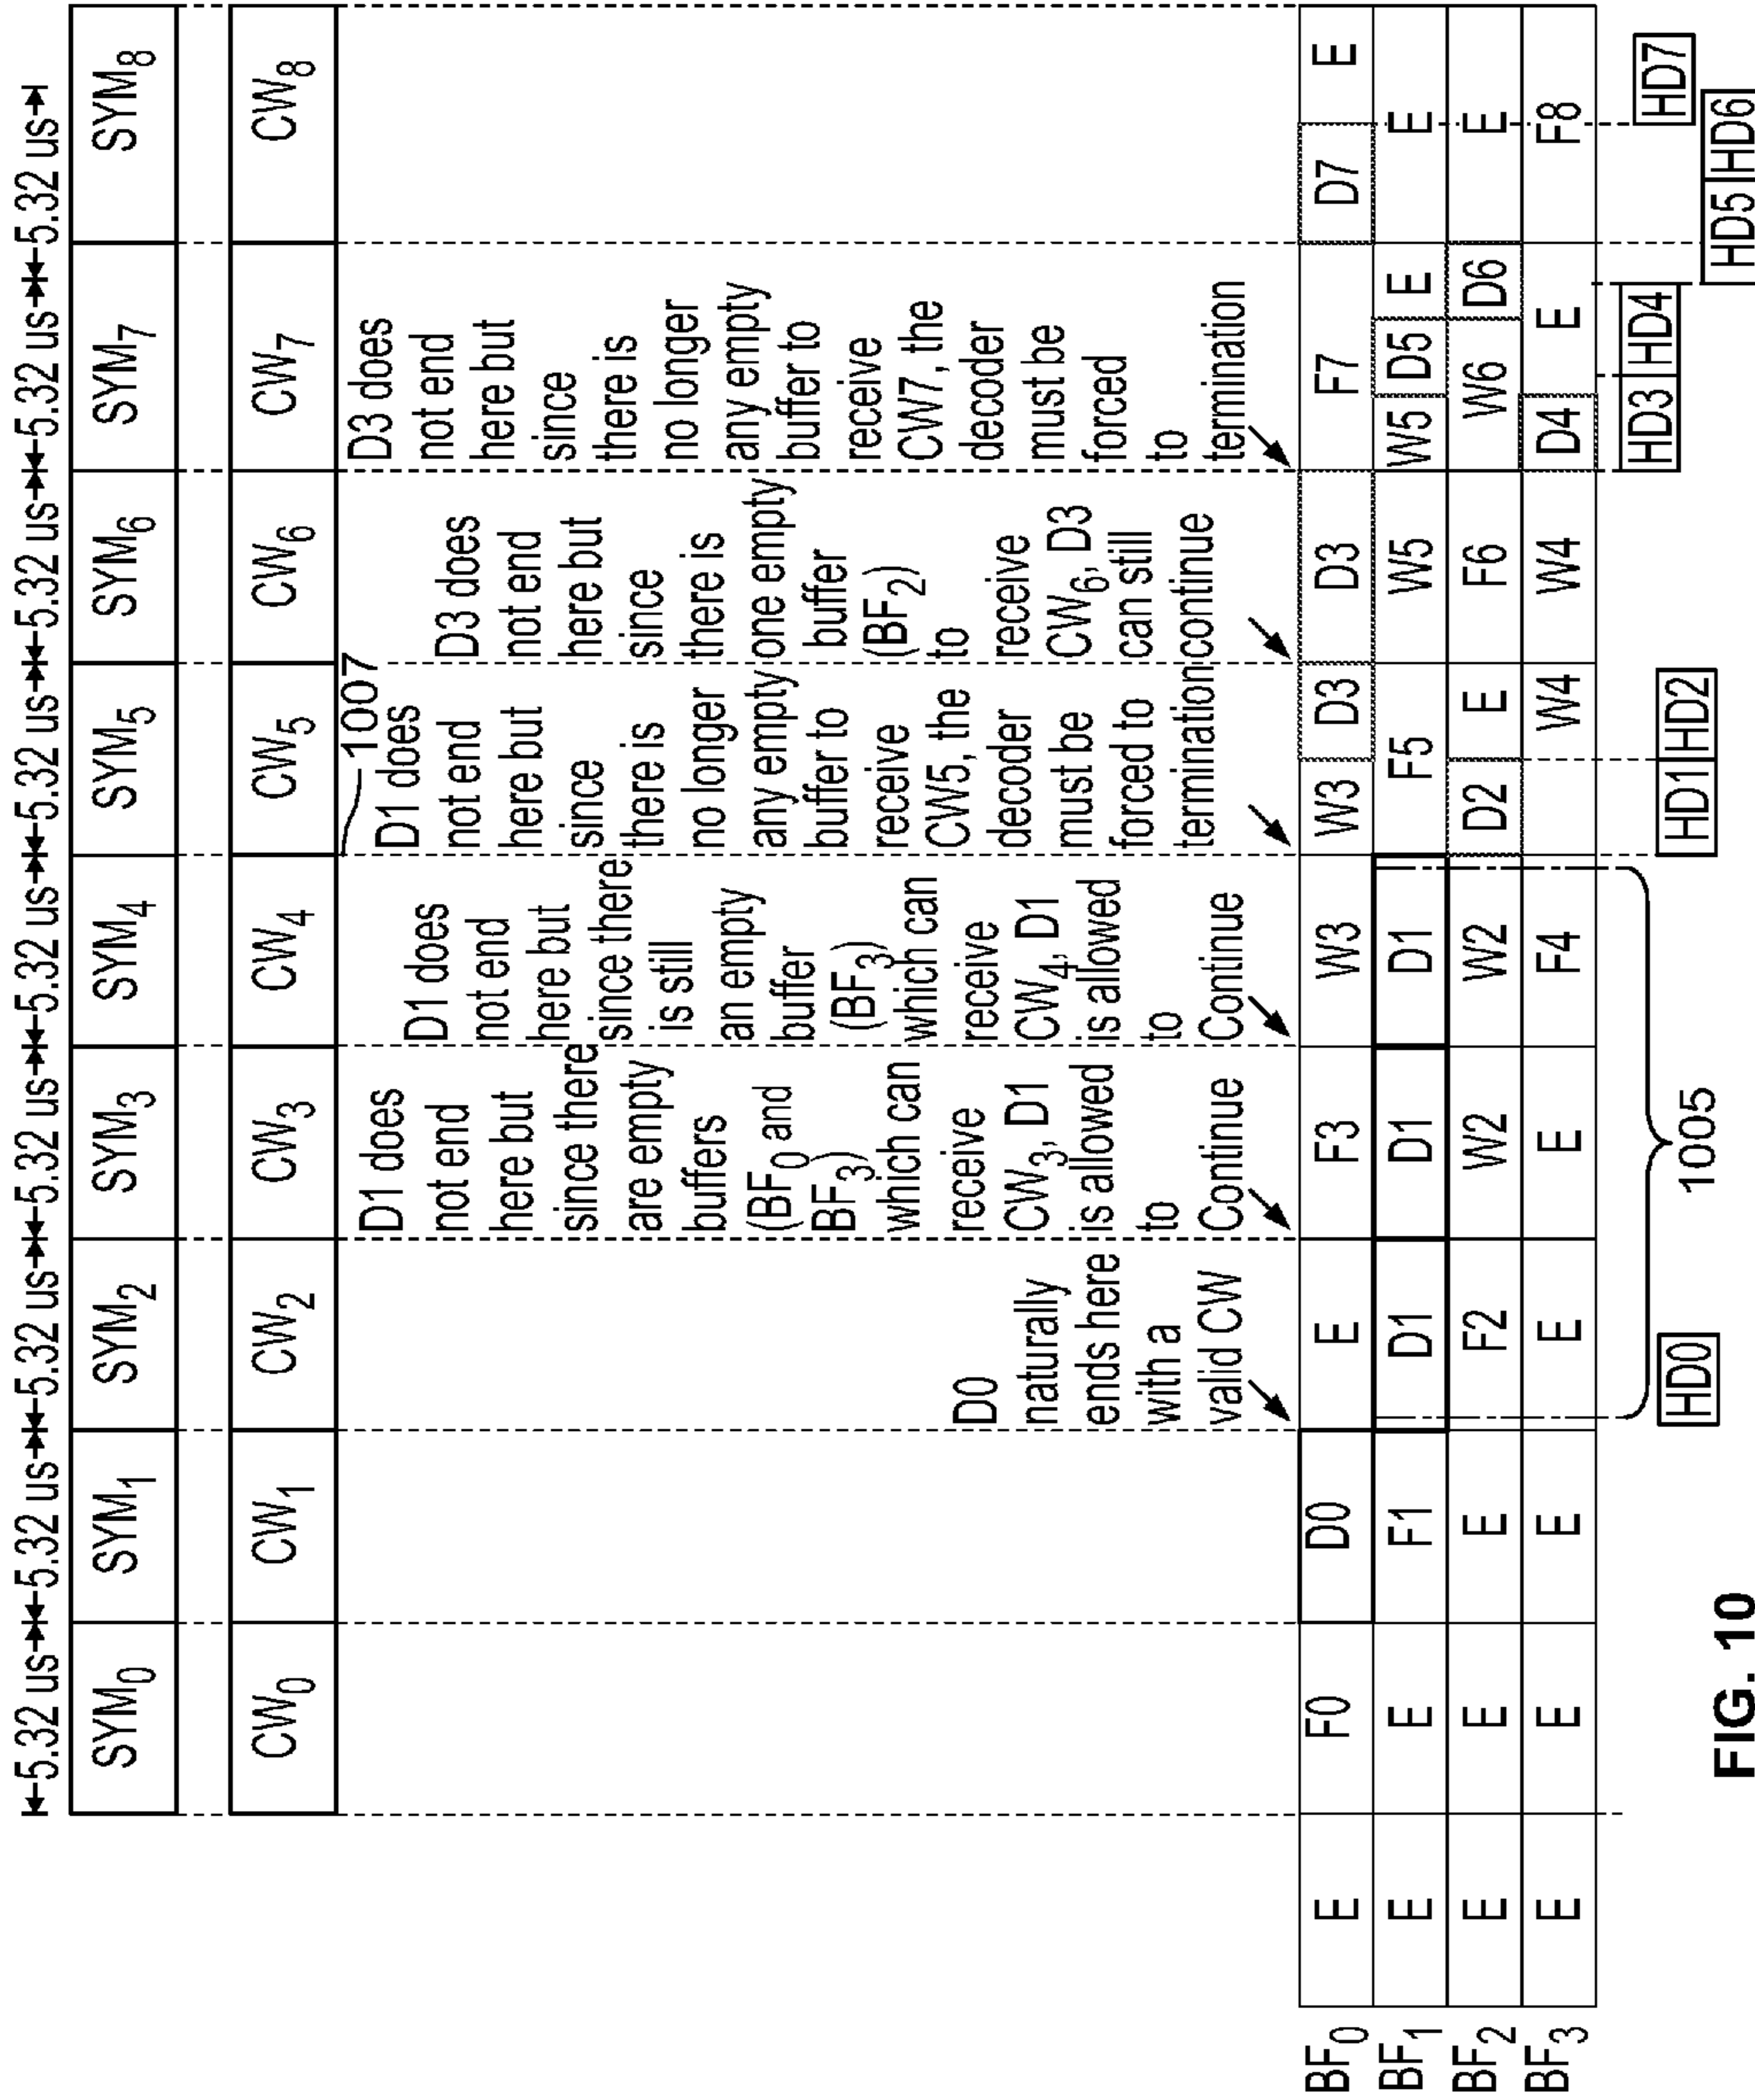 5.32 us 5.32 us 5.32 us 5.32 us 5.32 us 5.32 us 5.32 us 5.32 us 5.32 us
SYM0 SYM1 SYM2 SYM3 SYM4 SYM5 SYM6 SYM7 SYM8
CW0 CW1 CW2 CW3 CW4 CW5 CW6 CW7 CW8
1007
D0
naturally
ends here
with a
valid CW
D1 does
not end
here but
since there
are empty
buffers
(BF0 and
BF3)
which can
receive
CW3, D1
is allowed
to
Continue
D1 does
not end
here but
since there
is still
an empty
buffer
(BF3)
which can
receive
CW4, D1
is allowed
to
Continue
D1 does
not end
here but
since
there is
no longer
any empty
buffer to
receive
CW5, the
decoder
must be
forced to
termination
D3 does
not end
here but
since
there is
one empty
buffer
(BF2)
to
receive
CW6, D3
can still
continue
D3 does
not end
here but
since
there is
no longer
any empty
buffer to
receive
CW7, the
decoder
must be
forced
to
termination
BF0 E F0 D0 E F3 W3 W3 D3 D3 F7 D7 E
BF1 E E F1 D1 D1 D1 F5 W5 W5 D5 E E
BF2 E E E F2 W2 W2 D2 E F6 W6 D6 E
BF3 E E E E E F4 W4 W4 D4 E F8
HD0 HD1 HD2 HD3 HD4 HD7
1005
HD5 HD6
FIG. 10